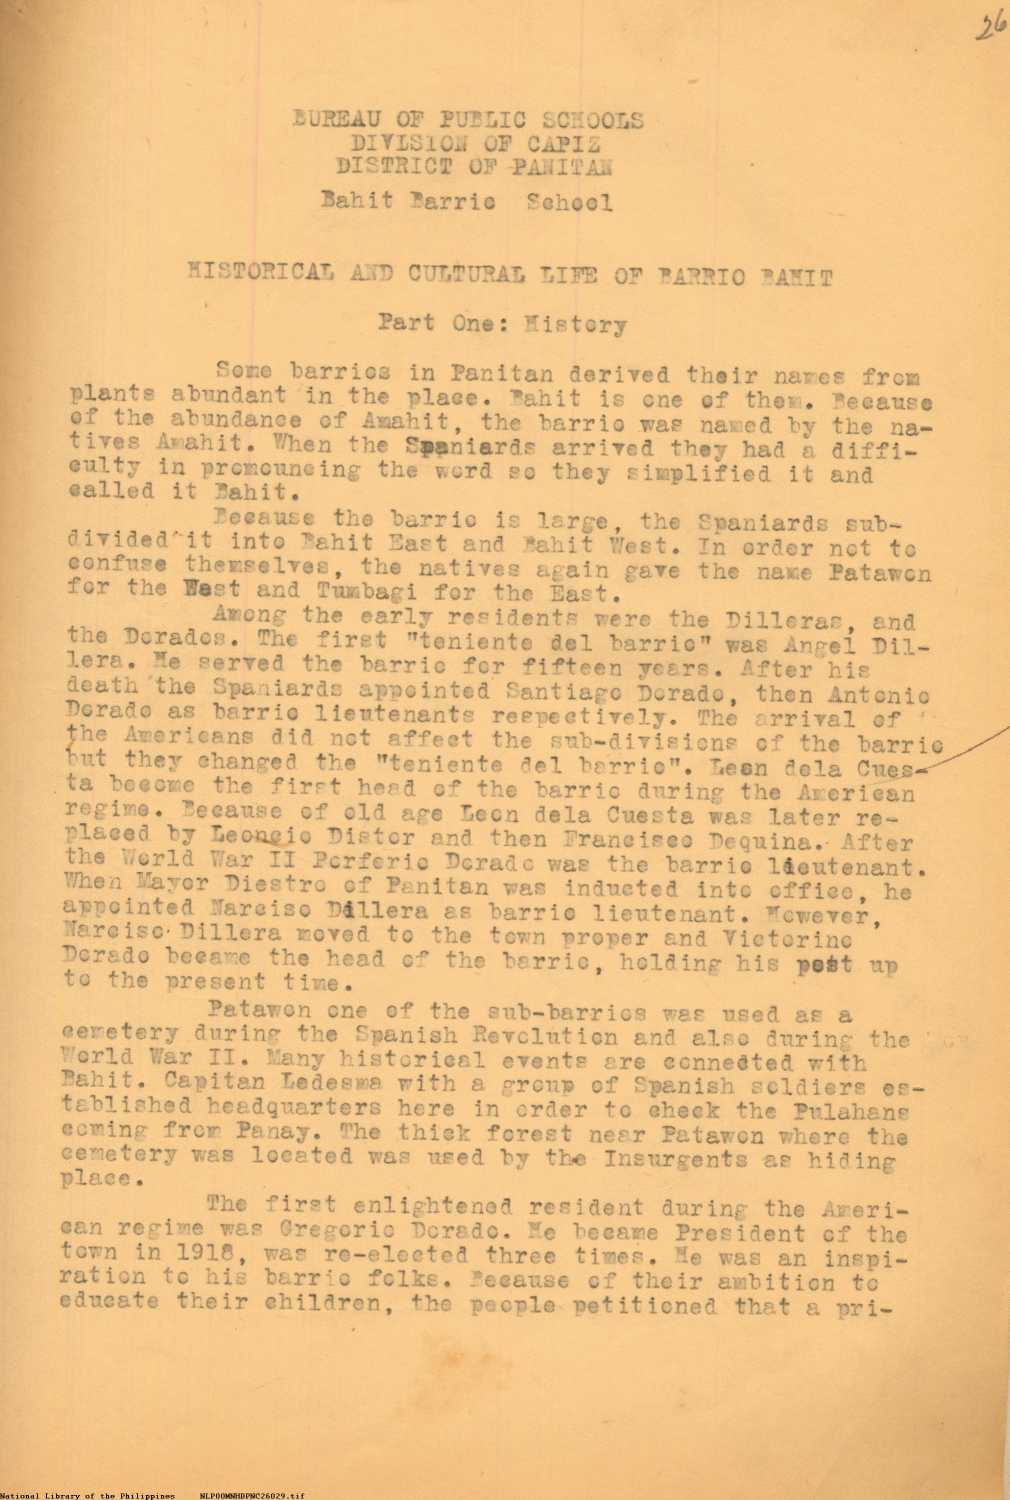 26
BUREAU OF PUBLIC SCHOOLS
DIVISION OF CAPIZ
DISTRICT OF PANITAN
Bahit Barrio School
HISTORICAL AND CULTURAL LIFE OF BARRIO BAHIT
Part One: History
Some barrios in Panitan derived their names from
plants abundant in the place. Bahit is one of them. Because
of the abundance of Amahit, the barrio was named by the na-
tives Amahit. When the Spaniards arrived they had a diffi-
culty in pronouncing the word so they simplified it and
called it Bahit.
Because the barrio is large, the Spaniards sub-
divided it into Bahit East and Bahit West. In order not to
confuse themselves, the natives again gave the name Patawon
for the West and Tumbagi for the East.
Among the early residents were the Dilleras, and
the Dorados. The first "teniente del barrio" was Angel Dil-
lera. He served the barrio for fifteen years. After his
death the Spaniards appointed Santiago Dorado, then Antonio
Dorado as barrio lieutenants respectively. The arrival of
the Americans did not affect the sub-divisions of the barrio
but they changed the "teniente del barrio". Leon dela Cues-
ta become the first head of the barrio during the American
regime. Because of old age Leon dela Cuesta was later re-
placed by Leoncio Distor and then Francisco Dequina. After
the World War II Porferio Dorado was the barrio lieutenant.
When Mayor Diestro of Panitan was inducted into office, he
appointed Narciso Dillera as barrio lieutenant. However,
Narciso Dillera moved to the town proper and Victorino
Dorado became the head of the barrio, holding his post up
to the present time.
Patawon one of the sub-barrios was used as a
cemetery during the Spanish Revolution and also during the
World War II. Many historical events are connected with
Bahit. Capitan Ledesma with a group of Spanish soldiers es-
tablished headquarters here in order to check the Pulahans
coming from Panay. The thick forest near Patawon where the
cemetery was located was used by the Insurgents as hiding
place.
The first enlightened resident during the Ameri-
can regime was Gregorio Dorado. He became President of the
town in 1918, was re-elected three times. He was an inspi-
ration to his barrio folks. Because of their ambition to
educate their children, the people petitioned that a pri-
National Library of the Philippines NLPOOMNHDPNC26029.tif